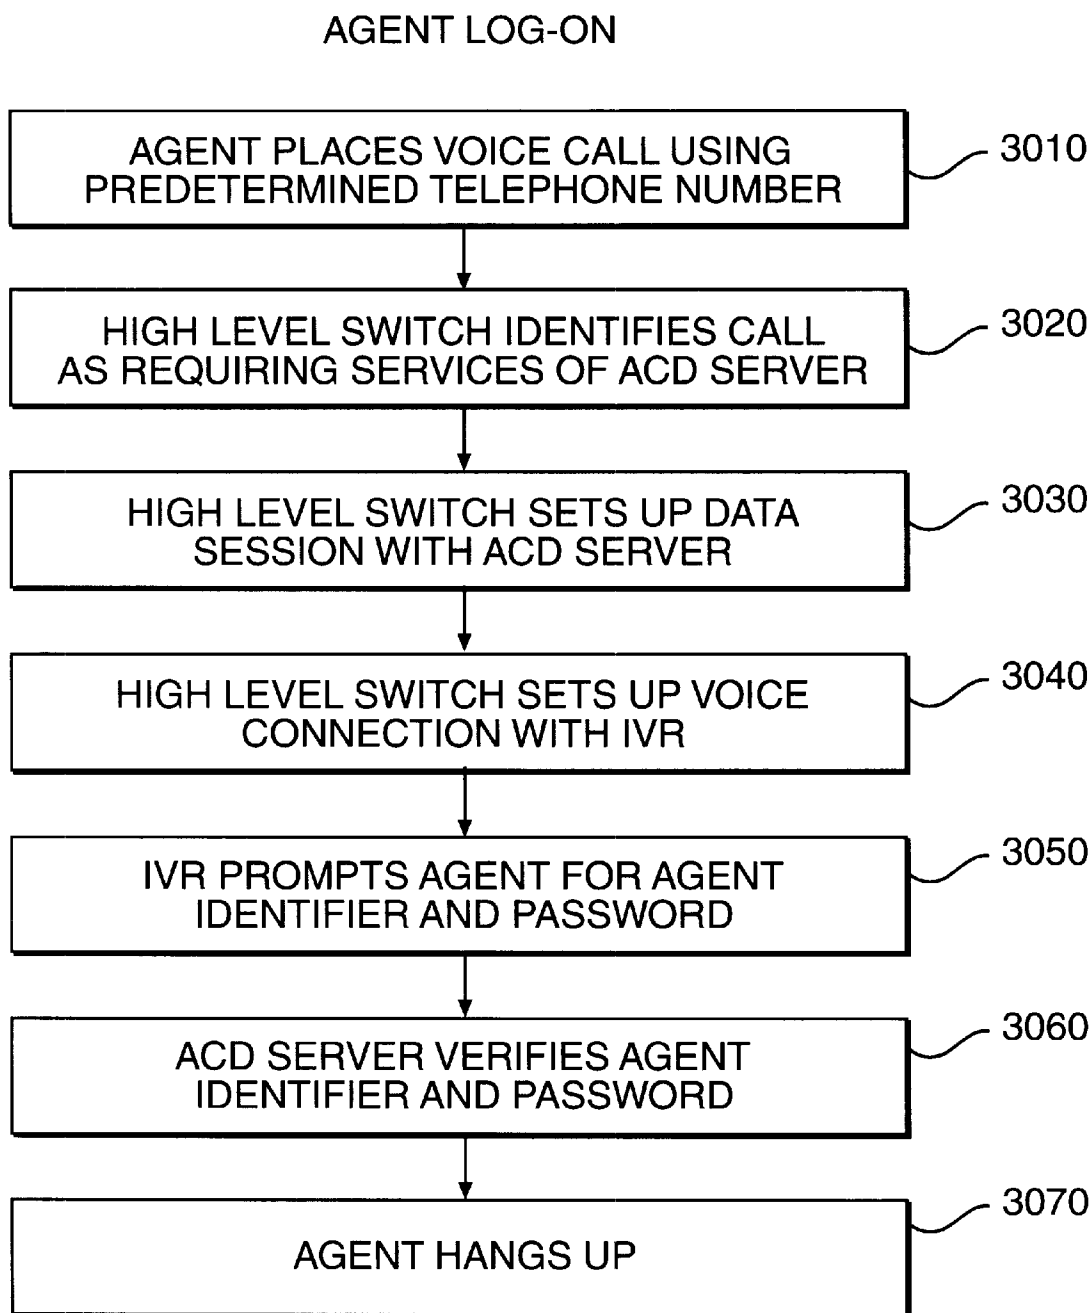 AGENT LOG-ON
AGENT PLACES VOICE CALL USING
PREDETERMINED TELEPHONE NUMBER
3010
HIGH LEVEL SWITCH IDENTIFIES CALL
AS REQUIRING SERVICES OF ACD SERVER
3020
HIGH LEVEL SWITCH SETS UP DATA
SESSION WITH ACD SERVER
3030
HIGH LEVEL SWITCH SETS UP VOICE
CONNECTION WITH IVR
3040
IVR PROMPTS AGENT FOR AGENT
IDENTIFIER AND PASSWORD
3050
ACD SERVER VERIFIES AGENT
IDENTIFIER AND PASSWORD
3060
AGENT HANGS UP
3070